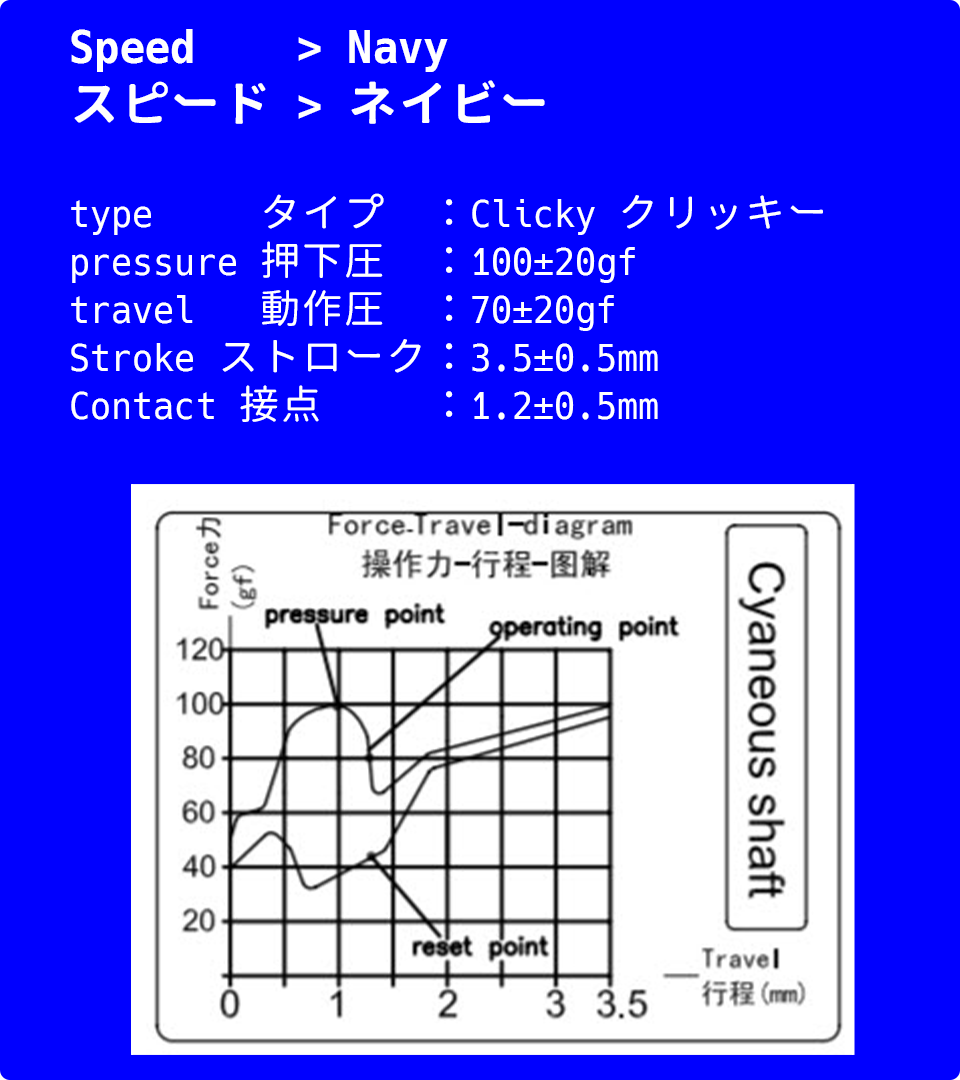 Speed > Navy
スピード > ネイビー
type タイプ ：Clicky クリッキー
pressure 押下圧 ：100±20gf
travel 動作圧 ：70±20gf
Stroke ストローク：3.5±0.5mm
Contact 接点 ：1.2±0.5mm
Force-Travel-diagram
操作力-行程-图解
Force力
(gf)
pressure point
operating point
120
100
80
60
40
20
reset point
0 1 2 3 3.5
Travel
行程(mm)
Cyaneous shaft